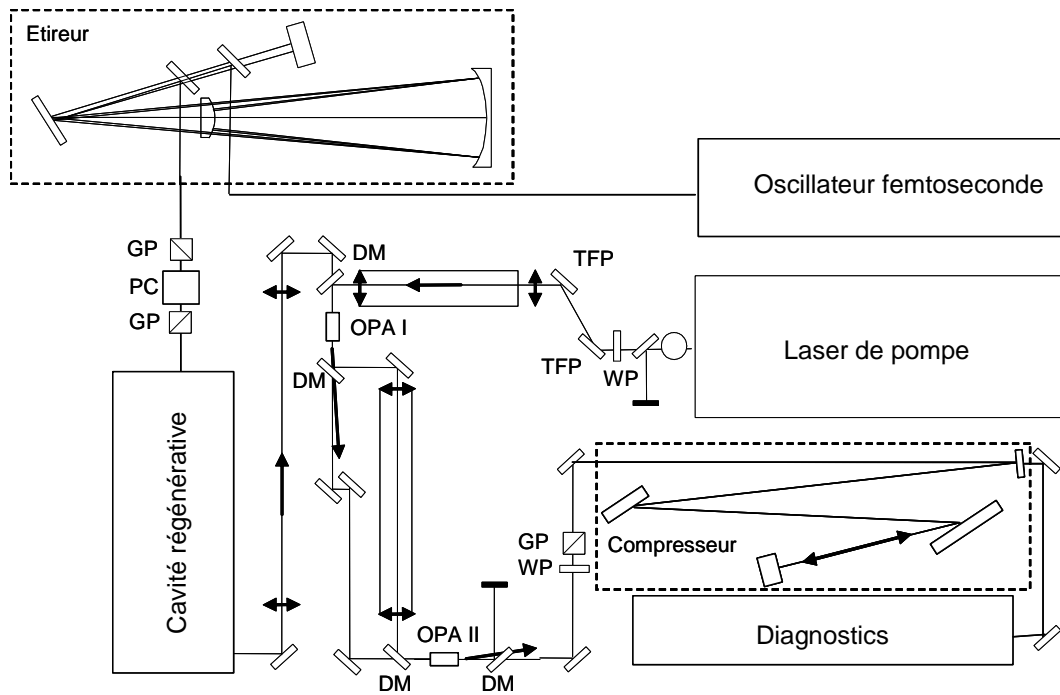 Etireur
Oscillateur femtoseconde
GP
PC
GP
DM
TFP
OPA I
DM
TFP
WP
Laser de pompe
Cavité régénérative
GP
WP
Compresseur
OPA II
DM
DM
Diagnostics